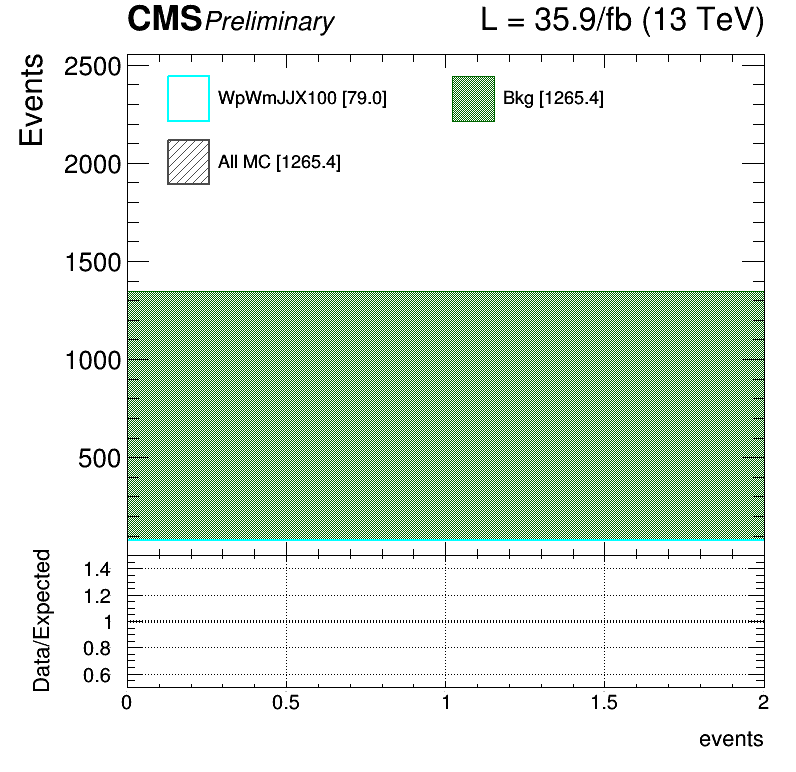 CMS Preliminary L = 35.9/fb (13 TeV)
Events
2500
2000
1500
1000
500
WpWmJJX100 [79.0]
Bkg [1265.4]
All MC [1265.4]
Data/Expected
1.4
1.2
1
0.8
0.6
0 0.5 1 1.5 2
events